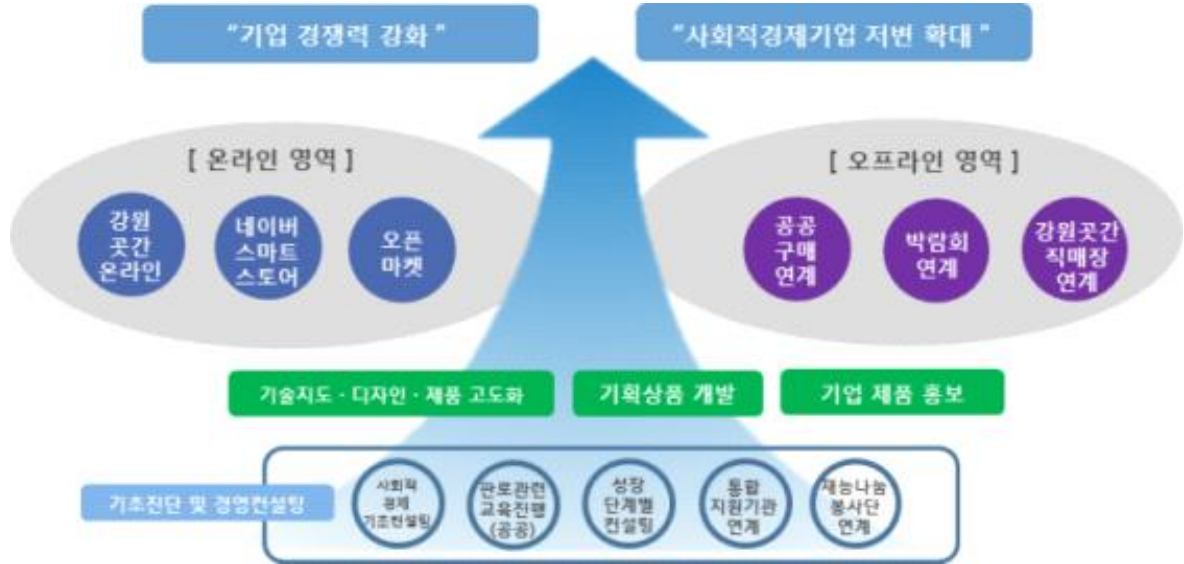 “기업 경쟁력 강화 ”
“사회적경제기업 저변 확대 ”
[ 온라인 영역 ]
강원
곳간
온라인
네이버
스마트
스토어
오픈
마켓
[ 오프라인 영역 ]
공공
구매
연계
박람회
연계
강원곳간
직매장
연계
기술지도 · 디자인 · 제품 고도화
기획상품 개발
기업 제품 홍보
기초진단 및 경영컨설팅
사회적
경제
기초컨설팅
판로관련
교육진행
(공공)
성장
단계별
컨설팅
통합
지원기관
연계
재능나눔
봉사단
연계